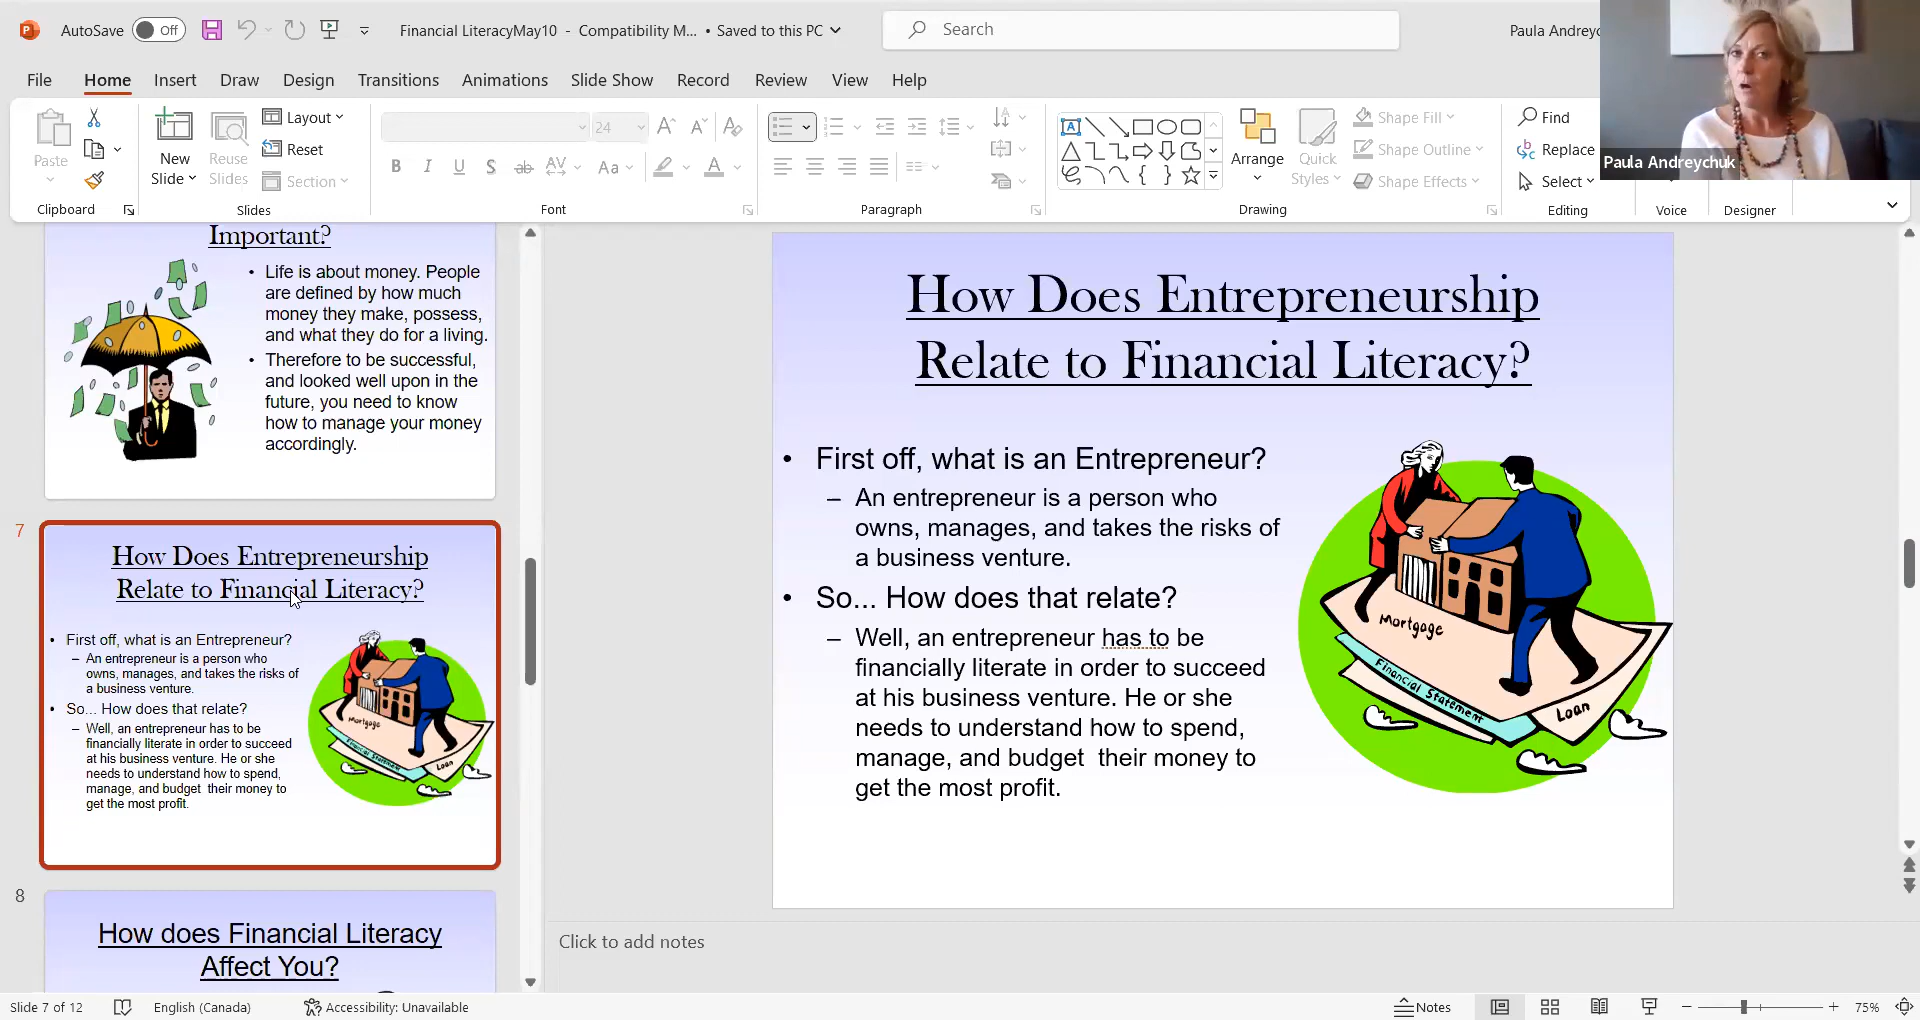 AutoSave Off Financial LiteracyMay10 - Compatibility M... • Saved to this PC Search Paula Andreyc
File Home Insert Draw Design Transitions Animations Slide Show Record Review View Help
Paste
Clipboard
New Slide
Reuse Slides
Layout
Reset
Section
Slides
24
B I U S ab AV Aa A
Font
Paragraph
Arrange
Quick Styles
Shape Fill
Shape Outline
Shape Effects
Drawing
Find
Replace
Select
Editing
Voice
Designer
Paula Andreychuk
Important?
• Life is about money. People
are defined by how much
money they make, possess,
and what they do for a living.
• Therefore to be successful,
and looked well upon in the
future, you need to know
how to manage your money
accordingly.
7
How Does Entrepreneurship
Relate to Financial Literacy?
• First off, what is an Entrepreneur?
– An entrepreneur is a person who
owns, manages, and takes the risks of
a business venture.
• So... How does that relate?
– Well, an entrepreneur has to be
financially literate in order to succeed
at his business venture. He or she
needs to understand how to spend,
manage, and budget  their money to
get the most profit.
Mortgage
Financial Statement
Loan
8
How does Financial Literacy
Affect You?
How Does Entrepreneurship
Relate to Financial Literacy?
• First off, what is an Entrepreneur?
– An entrepreneur is a person who
owns, manages, and takes the risks of
a business venture.
• So... How does that relate?
– Well, an entrepreneur has to be
financially literate in order to succeed
at his business venture. He or she
needs to understand how to spend,
manage, and budget  their money to
get the most profit.
Mortgage
Financial Statement
Loan
Click to add notes
Slide 7 of 12 English (Canada) Accessibility: Unavailable Notes 75%